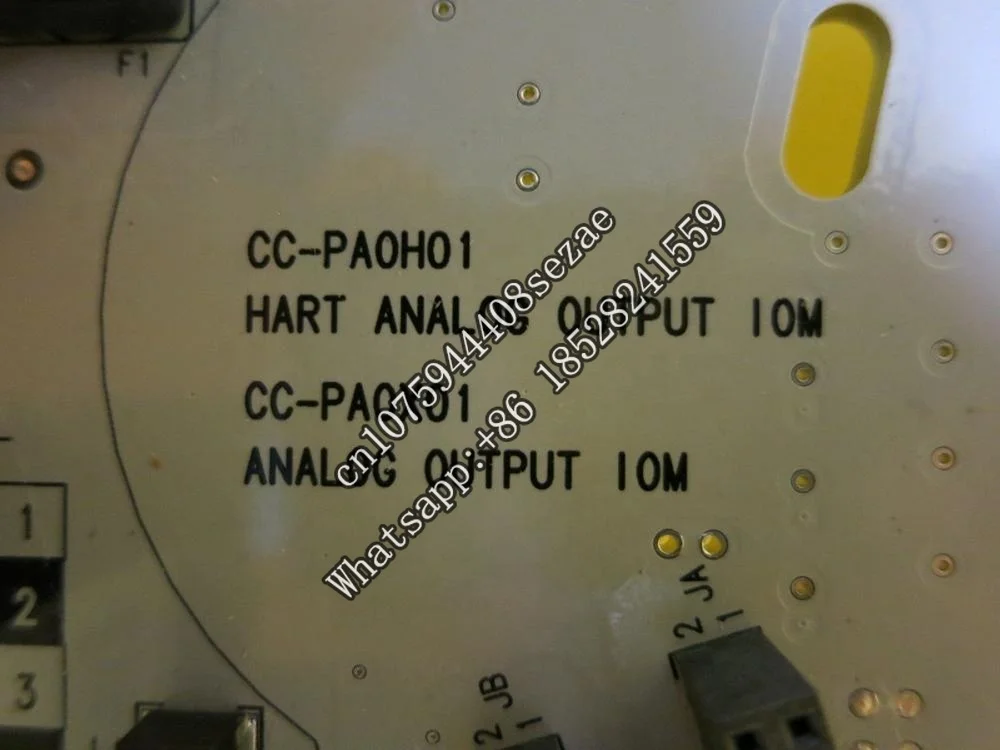 F1
CC-PAOH01
HART ANALOG OUTPUT IOM
CC-PAON01
ANALOG OUTPUT IOM
cn1075944408sezae
Whatsapp:+86 18528241559
1
2
3
2 JA
1
2 JB
1